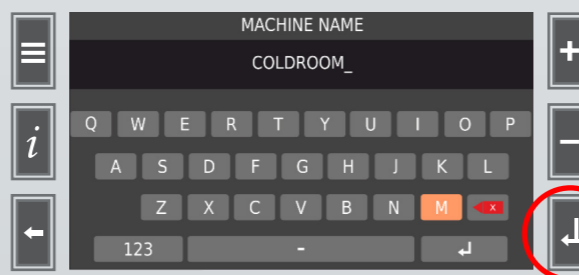 MACHINE NAME
COLDROOM_
Q W E R T Y U I O P
A S D F G H J K L
Z X C V B N M x
123 -
i
+
-